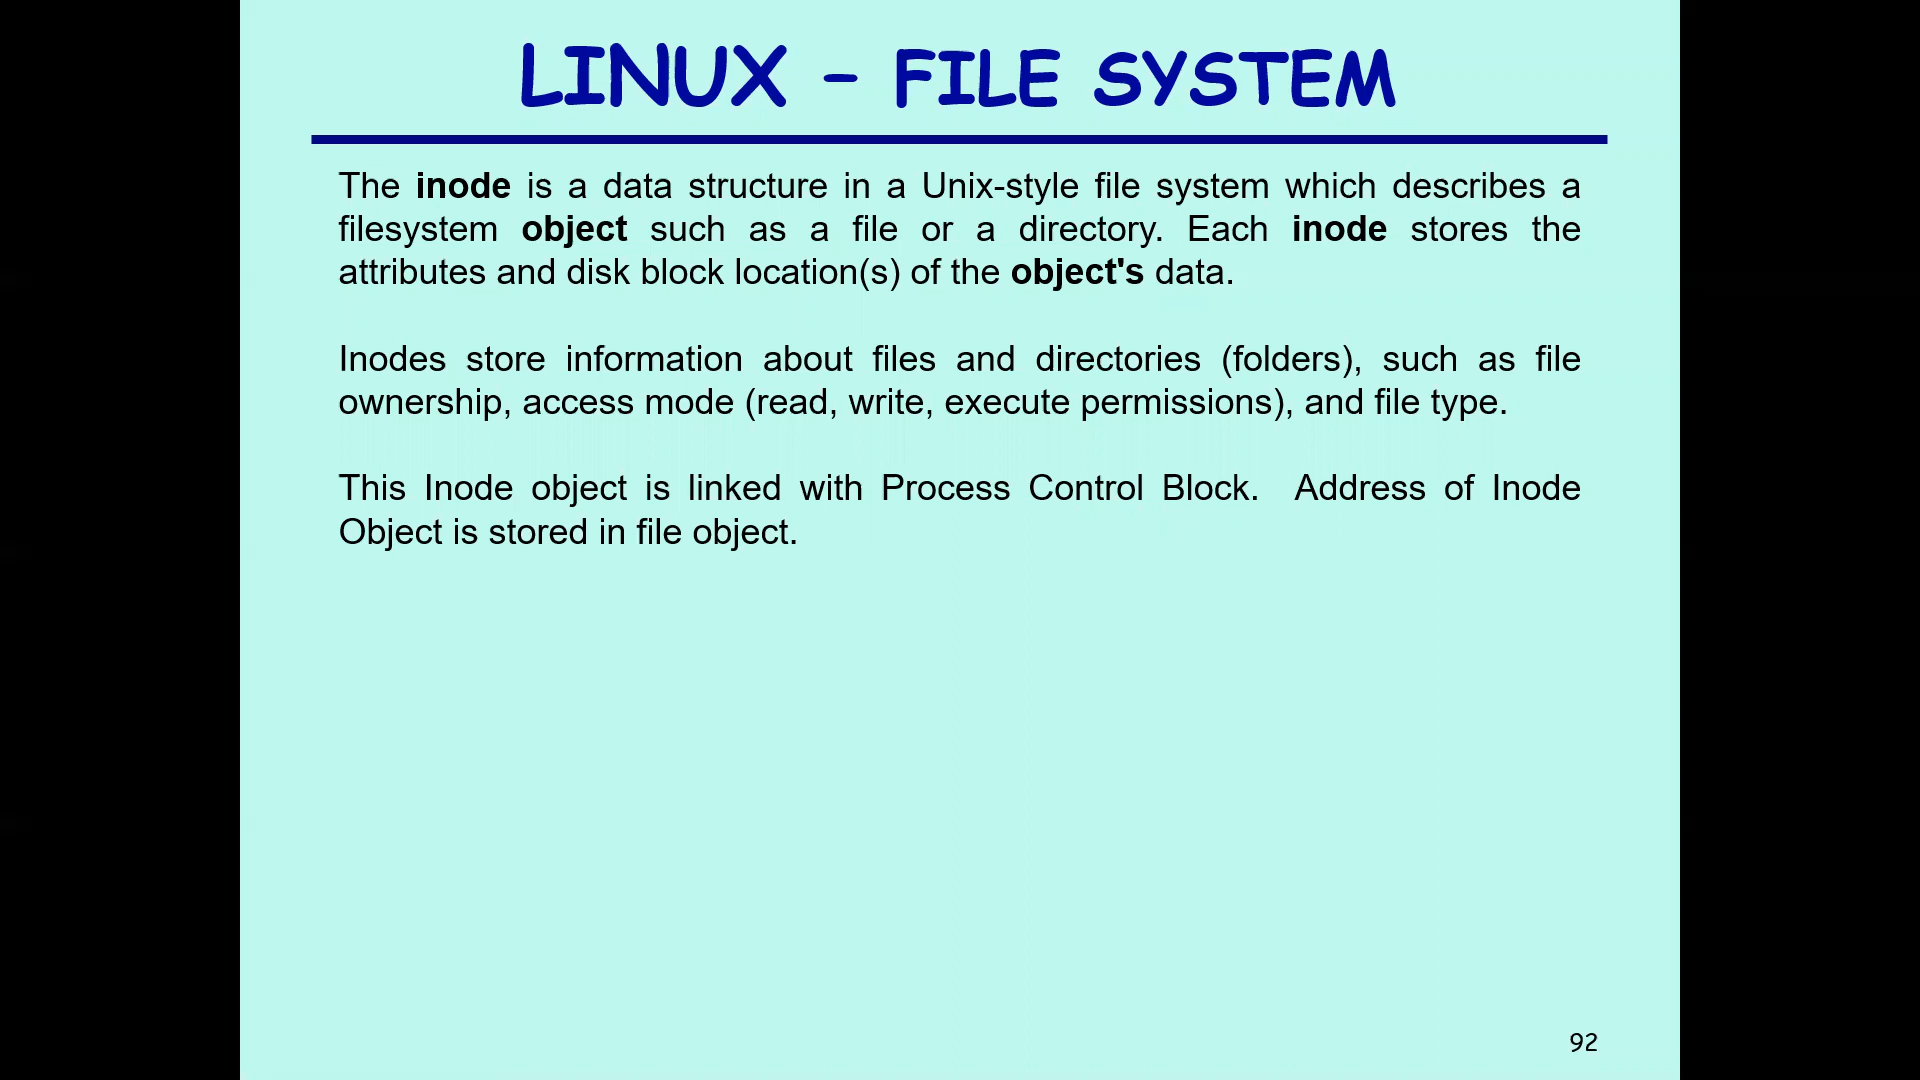 LINUX – FILE SYSTEM
The inode is a data structure in a Unix-style file system which describes a
filesystem object such as a file or a directory. Each inode stores the
attributes and disk block location(s) of the object's data.
Inodes store information about files and directories (folders), such as file
ownership, access mode (read, write, execute permissions), and file type.
This Inode object is linked with Process Control Block.  Address of Inode
Object is stored in file object.
92